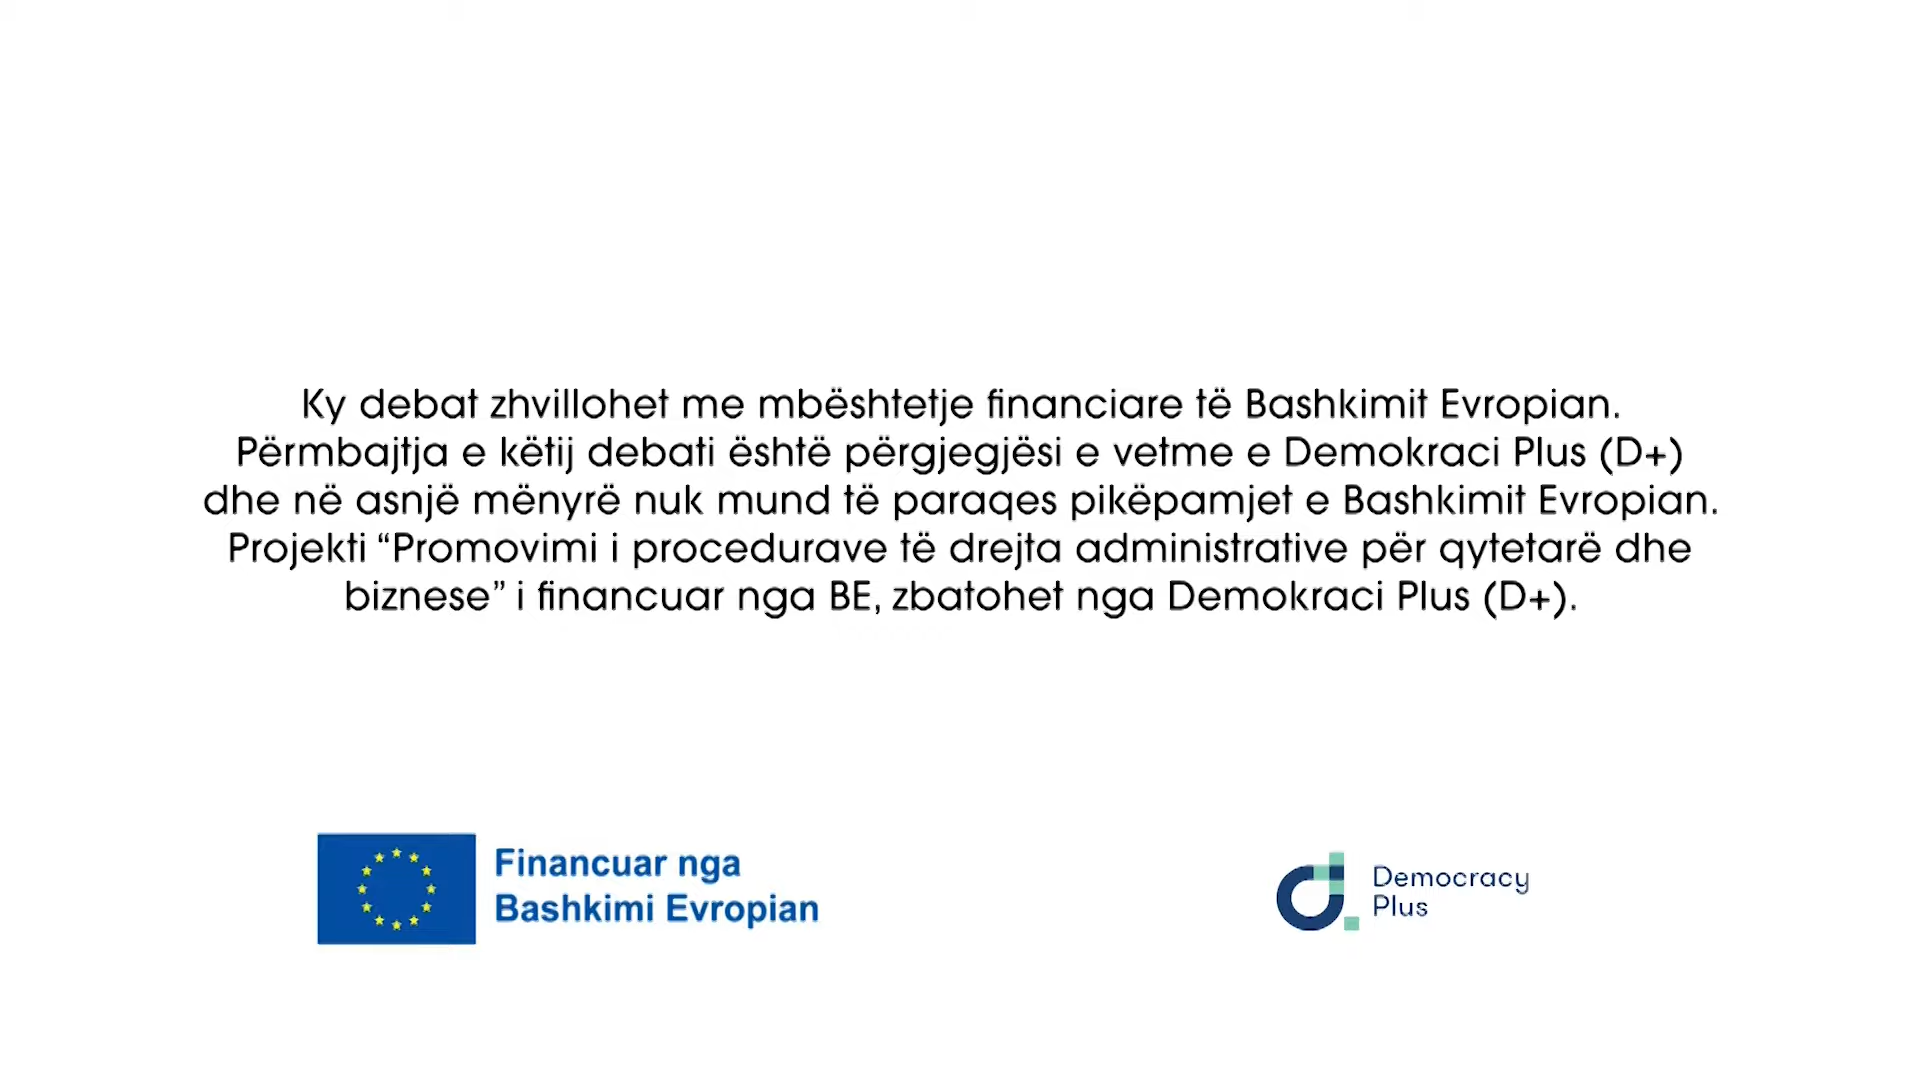 Ky debat zhvillohet me mbështetje financiare të Bashkimit Evropian.
Përmbajtja e këtij debati është përgjegjësi e vetme e Demokraci Plus (D+)
dhe në asnjë mënyrë nuk mund të paraqes pikëpamjet e Bashkimit Evropian.
Projekti “Promovimi i procedurave të drejta administrative për qytetarë dhe
biznese” i financuar nga BE, zbatohet nga Demokraci Plus (D+).
Financuar nga
Bashkimi Evropian
Democracy
Plus